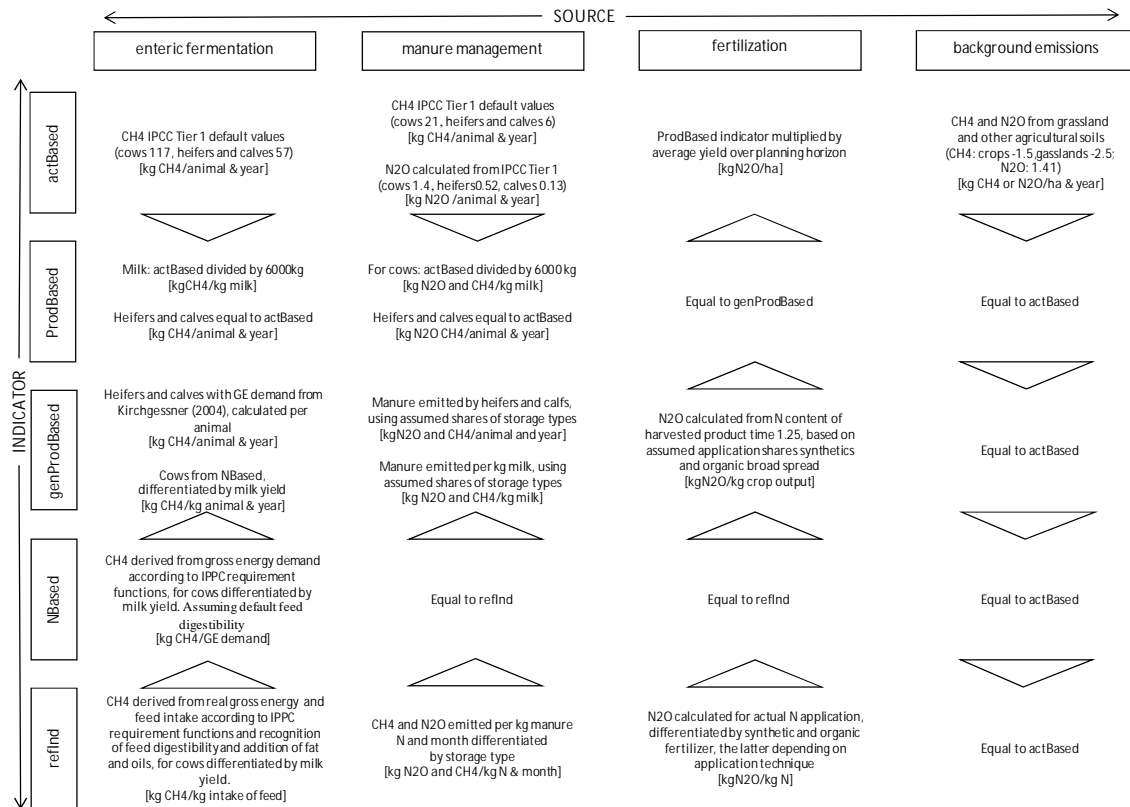 SOURCE
enteric fermentation
manure management
fertilization
background emissions
INDICATOR
actBased
CH4 IPCC Tier 1 default values
(cows 117, heifers and calves 57)
[kg CH4/animal & year]
CH4 IPCC Tier 1 default values
(cows 21, heifers and calves 6)
[kg CH4/animal & year]
N2O calculated from IPCC Tier 1
(cows 1.4, heifers0.52, calves 0.13)
[kg N2O /animal & year]
ProdBased indicator multiplied by
average yield over planning horizon
[kgN2O/ha]
CH4 and N2O from grassland
and other agricultural soils
(CH4: crops -1.5,gasslands -2.5;
N2O: 1.41)
[kg CH4 or N2O/ha & year]
ProdBased
Milk: actBased divided by 6000kg
[kgCH4/kg milk]
Heifers and calves equal to actBased
[kg CH4/animal & year]
For cows: actBased divided by 6000kg
[kg N2O and CH4/kg milk]
Heifers and calves equal to actBased
[kg N2O CH4/animal & year]
Equal to genProdBased
Equal to actBased
genProdBased
Heifers and calves with GE demand from
Kirchgessner (2004), calculated per
animal
[kg CH4/animal & year]
Cows from NBased,
differentiated by milk yield
[kg CH4/kg animal & year]
Manure emitted by heifers and calfs,
using assumed shares of storage types
[kgN2O and CH4/animal and year]
Manure emitted per kg milk, using
assumed shares of storage types
[kg N2O and CH4/kg milk]
N2O calculated from N content of
harvested product time 1.25, based on
assumed application shares synthetics
and organic broad spread
[kgN2O/kg crop output]
Equal to actBased
NBased
CH4 derived from gross energy demand
according to IPPC requirement
functions, for cows differentiated by
milk yield. Assuming default feed
digestibility
[kg CH4/GE demand]
Equal to refInd
Equal to refInd
Equal to actBased
refInd
CH4 derived from real gross energy and
feed intake according to IPPC
requirement functions and recognition
of feed digestibility and addition of fat
and oils, for cows differentiated by milk
yield.
[kg CH4/kg intake of feed]
CH4 and N2O emitted per kg manure
N and month differentiated
by storage type
[kg N2O and CH4/kg N & month]
N2O calculated for actual N application,
differentiated by synthetic and organic
fertilizer, the latter depending on
application technique
[kgN2O/kg N]
Equal to actBased